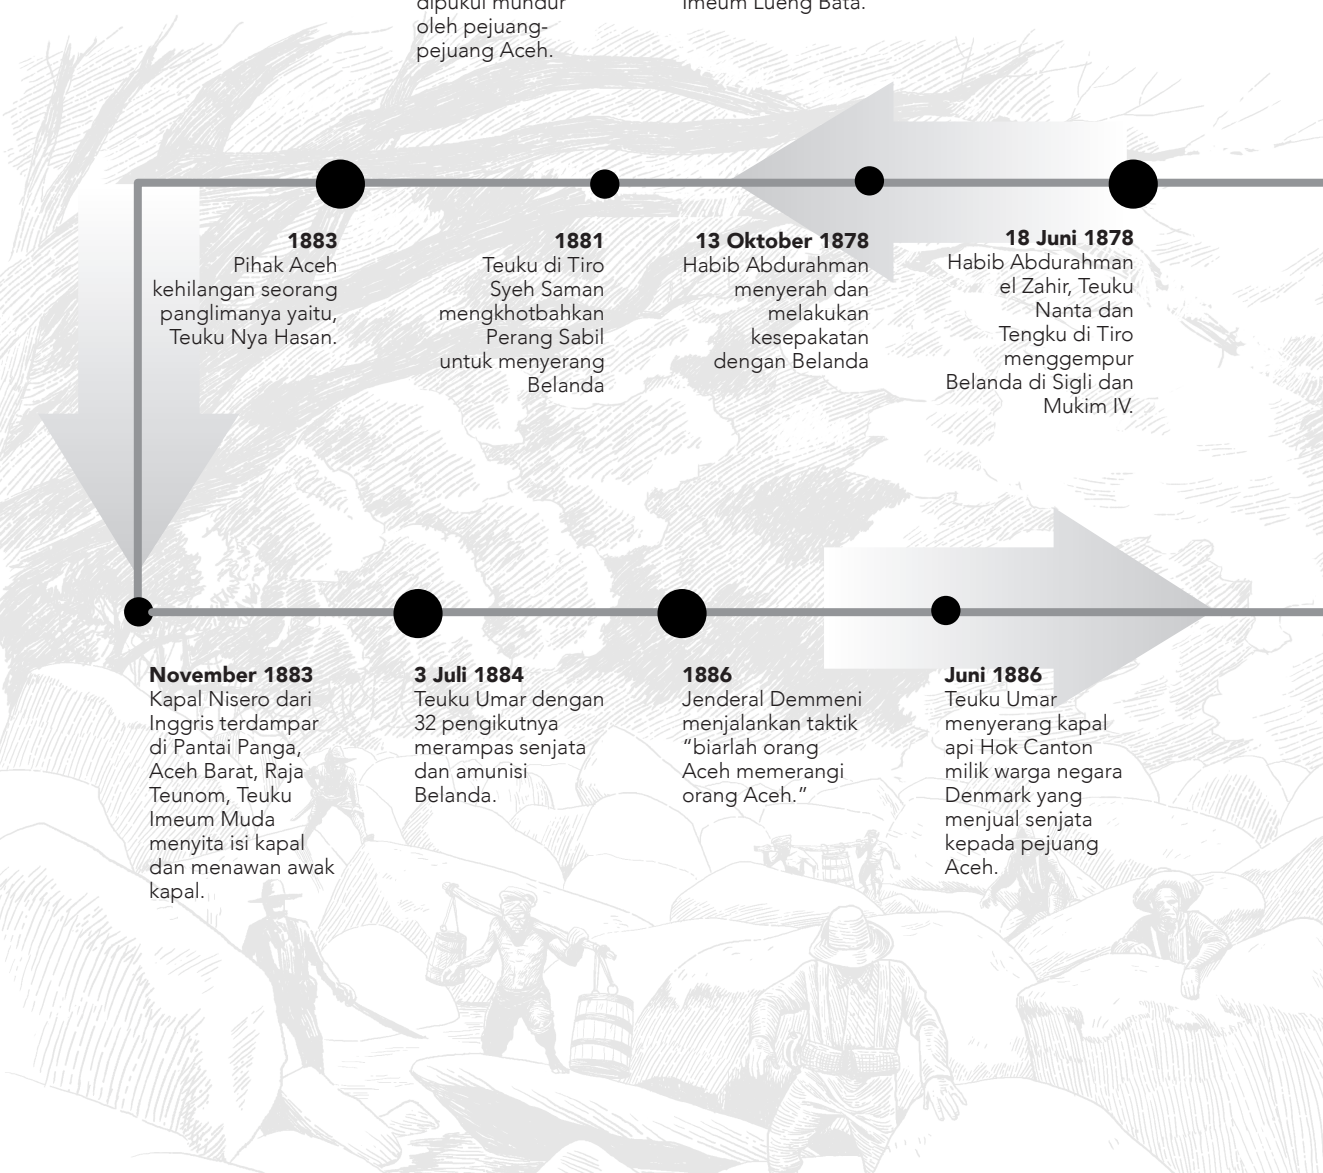 dipukul mundur
oleh pejuang-
pejuang Aceh.
Imeum Lueng Bata.
18 Juni 1878
Habib Abdurahman
el Zahir, Teuku
Nanta dan
Tengku di Tiro
menggempur
Belanda di Sigli dan
Mukim IV.
13 Oktober 1878
Habib Abdurahman
menyerah dan
melakukan
kesepakatan
dengan Belanda
1881
Teuku di Tiro
Syeh Saman
mengkhotbahkan
Perang Sabil
untuk menyerang
Belanda
1883
Pihak Aceh
kehilangan seorang
panglimanya yaitu,
Teuku Nya Hasan.
November 1883
Kapal Nisero dari
Inggris terdampar
di Pantai Panga,
Aceh Barat, Raja
Teunom, Teuku
Imeum Muda
menyita isi kapal
dan menawan awak
kapal.
3 Juli 1884
Teuku Umar dengan
32 pengikutnya
merampas senjata
dan amunisi
Belanda.
1886
Jenderal Demmeni
menjalankan taktik
“biarlah orang
Aceh memerangi
orang Aceh.”
Juni 1886
Teuku Umar
menyerang kapal
api Hok Canton
milik warga negara
Denmark yang
menjual senjata
kepada pejuang
Aceh.